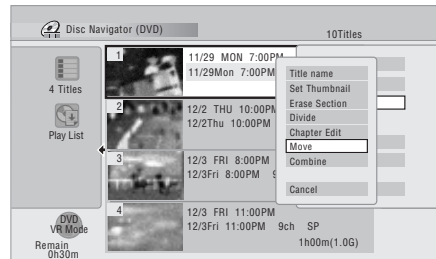 Disc Navigator (DVD)
10Titles
4 Titles
Play List
DVD
VR Mode
Remain
0h30m
1
11/29 MON 7:00PM
11/29Mon 7:00PM
2
12/2 THU 10:00PM
12/2Thu 10:00PM
3
12/3 FRI 8:00PM
12/3Fri 8:00PM
4
12/3 FRI 11:00PM
12/3Fri 11:00PM 9ch SP
1h00m(1.0G)
Title name
Set Thumbnail
Erase Section
Divide
Chapter Edit
Move
Combine
Cancel